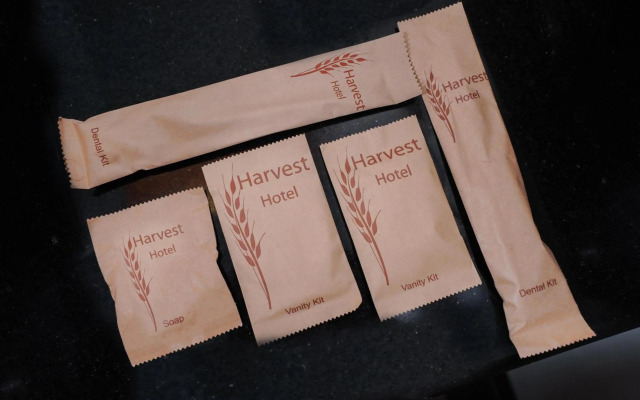 Harvest
Hotel
Dental Kit
Harvest
Hotel
Dental Kit
Harvest
Hotel
Soap
Harvest
Hotel
Vanity Kit
Harvest
Hotel
Vanity Kit